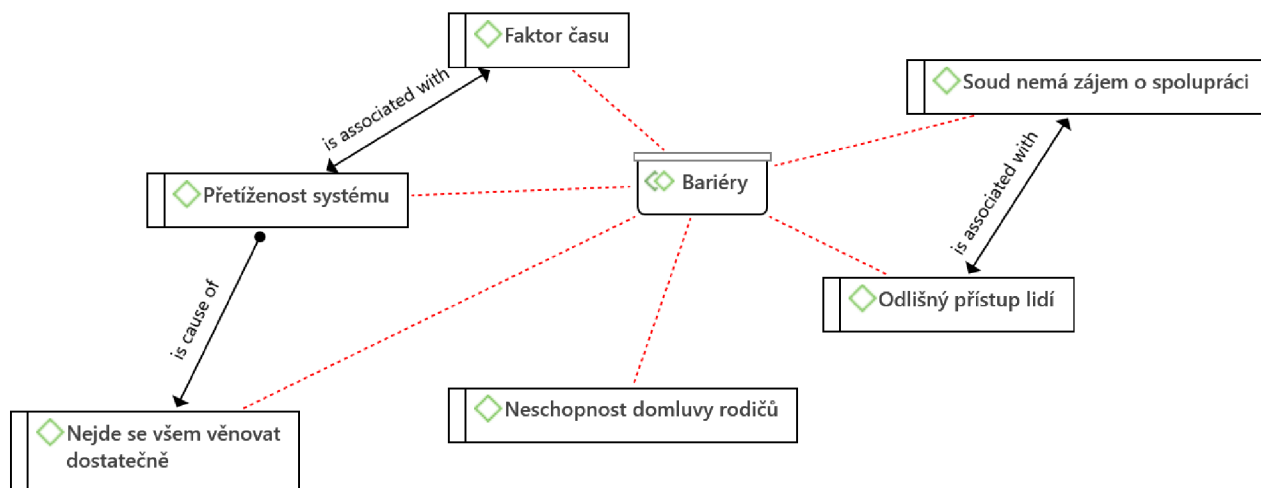 Faktor času
is associated with
Soud nemá zájem o spolupráci
Bariéry
Přetíženost systému
is associated with
Odlišný přístup lidí
is cause of
Neschopnost domluvy rodičů
Nejde se všem věnovat
dostatečně